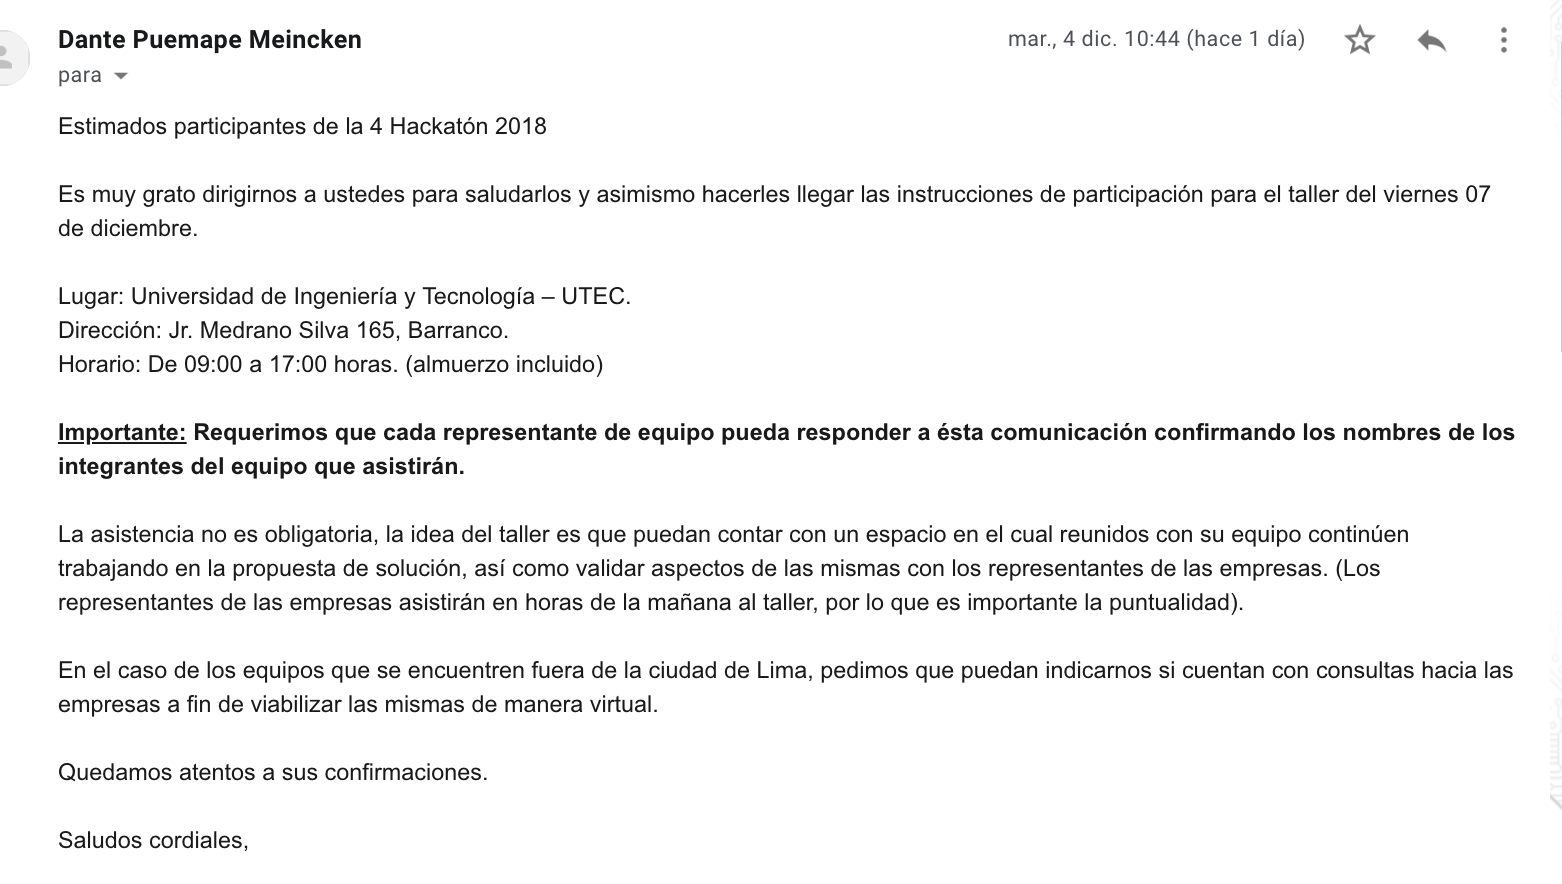 Dante Puemape Meincken
mar., 4 dic. 10:44 (hace 1 día)
para
Estimados participantes de la 4 Hackatón 2018
Es muy grato dirigirnos a ustedes para saludarlos y asimismo hacerles llegar las instrucciones de participación para el taller del viernes 07
de diciembre.
Lugar: Universidad de Ingeniería y Tecnología – UTEC.
Dirección: Jr. Medrano Silva 165, Barranco.
Horario: De 09:00 a 17:00 horas. (almuerzo incluido)
Importante: Requerimos que cada representante de equipo pueda responder a ésta comunicación confirmando los nombres de los
integrantes del equipo que asistirán.
La asistencia no es obligatoria, la idea del taller es que puedan contar con un espacio en el cual reunidos con su equipo continúen
trabajando en la propuesta de solución, así como validar aspectos de las mismas con los representantes de las empresas. (Los
representantes de las empresas asistirán en horas de la mañana al taller, por lo que es importante la puntualidad).
En el caso de los equipos que se encuentren fuera de la ciudad de Lima, pedimos que puedan indicarnos si cuentan con consultas hacia las
empresas a fin de viabilizar las mismas de manera virtual.
Quedamos atentos a sus confirmaciones.
Saludos cordiales,